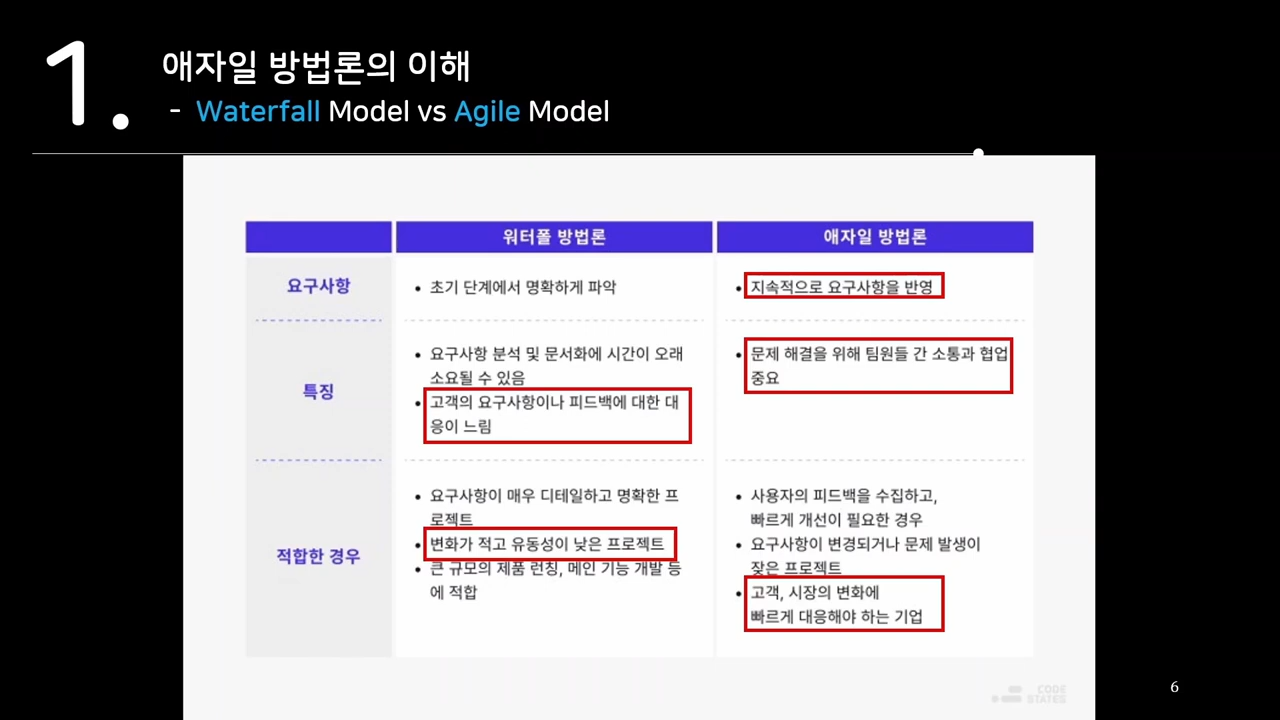 1.
애자일 방법론의 이해
- Waterfall Model vs Agile Model
워터폴 방법론
애자일 방법론
요구사항
• 초기 단계에서 명확하게 파악
• 지속적으로 요구사항을 반영
특징
• 요구사항 분석 및 문서화에 시간이 오래
소요될 수 있음
• 고객의 요구사항이나 피드백에 대한 대
응이 느림
• 문제 해결을 위해 팀원들 간 소통과 협업
중요
적합한 경우
• 요구사항이 매우 디테일하고 명확한 프
로젝트
• 변화가 적고 유동성이 낮은 프로젝트
• 큰 규모의 제품 런칭, 메인 기능 개발 등
에 적합
• 사용자의 피드백을 수집하고,
빠르게 개선이 필요한 경우
• 요구사항이 변경되거나 문제 발생이
잦은 프로젝트
• 고객, 시장의 변화에
빠르게 대응해야 하는 기업
CODE
STATES
6